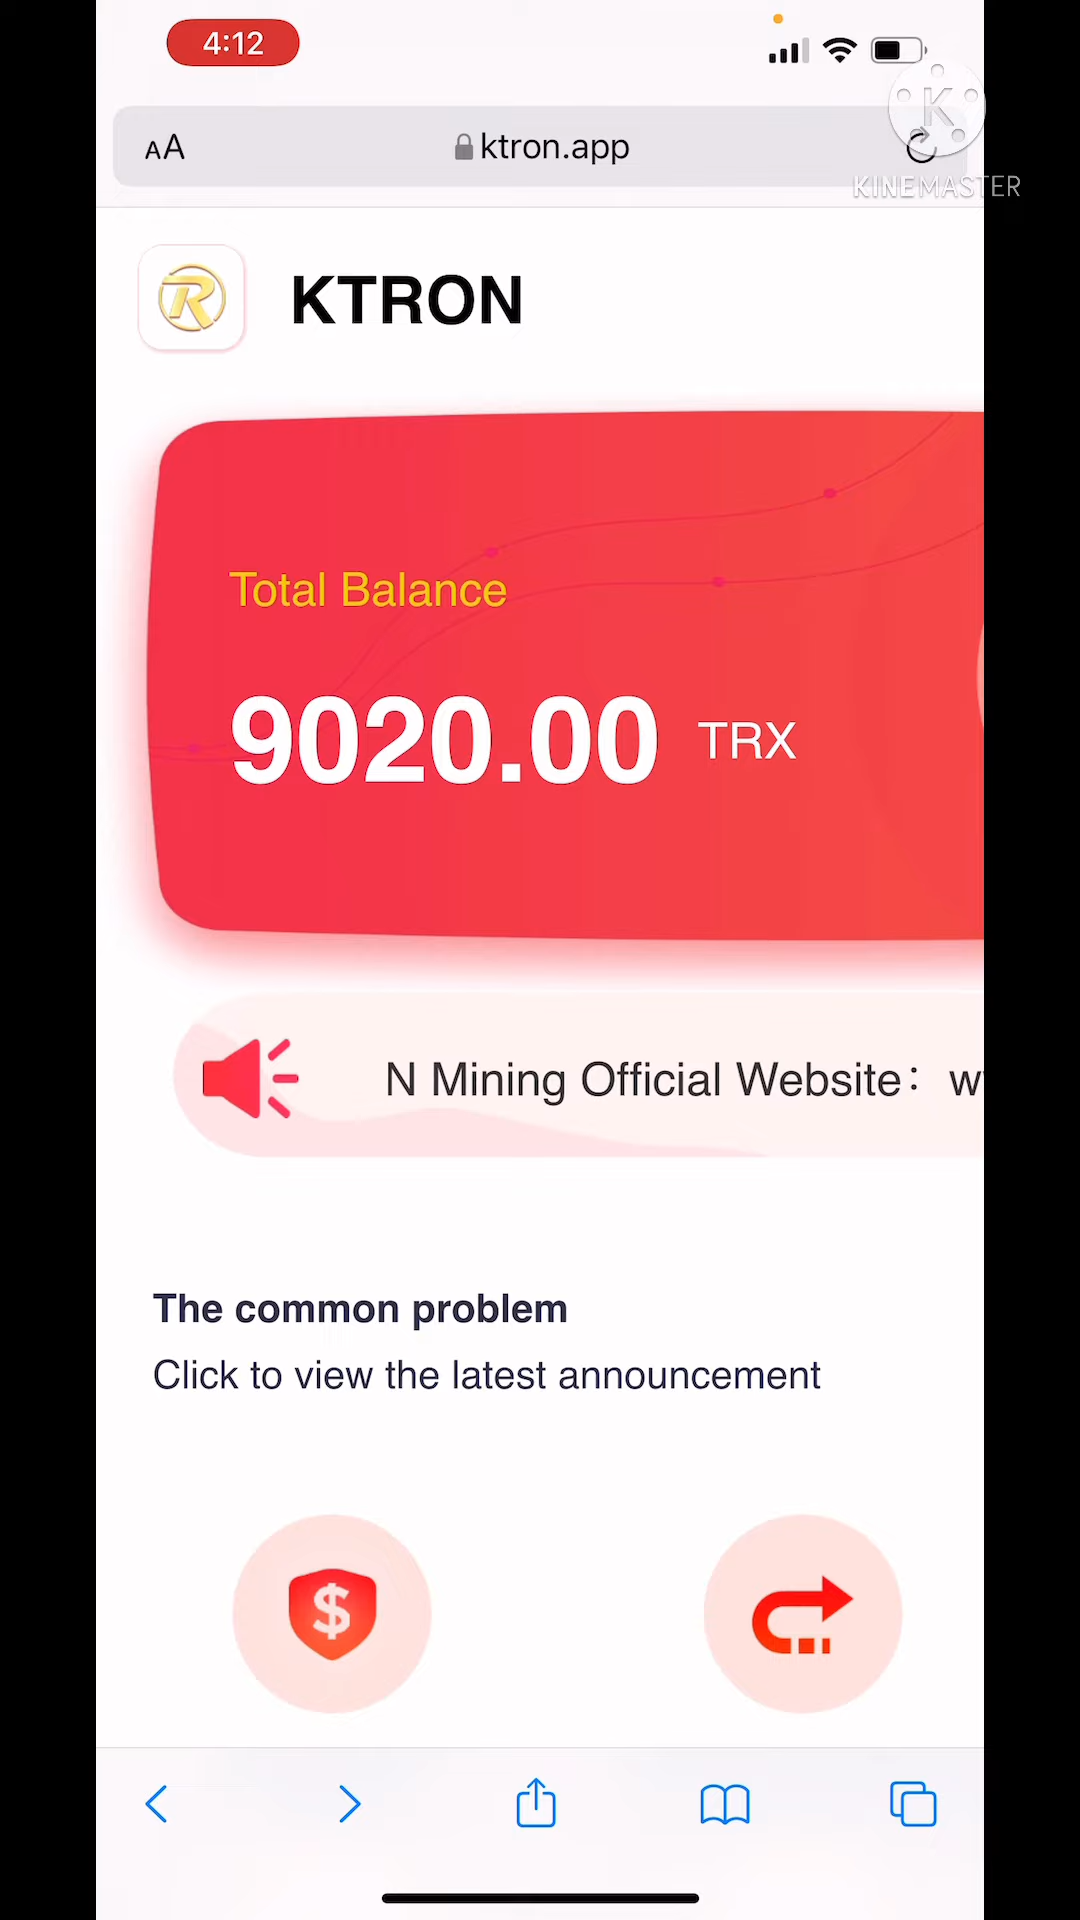 4:12
AA
ktron.app
K
KINEMASTER
R
KTRON
Total Balance
9020.00 TRX
N Mining Official Website: w
The common problem
Click to view the latest announcement
$